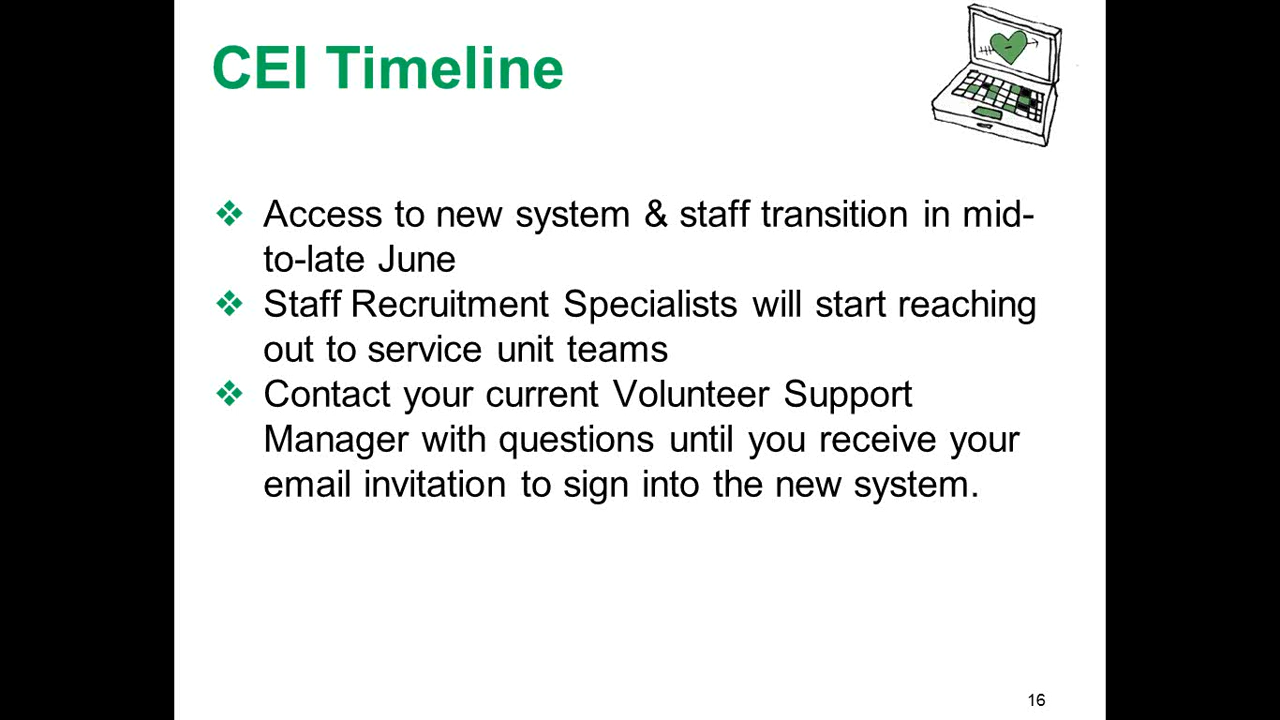 CEI Timeline
Access to new system & staff transition in mid-
to-late June
Staff Recruitment Specialists will start reaching
out to service unit teams
Contact your current Volunteer Support
Manager with questions until you receive your
email invitation to sign into the new system.
16